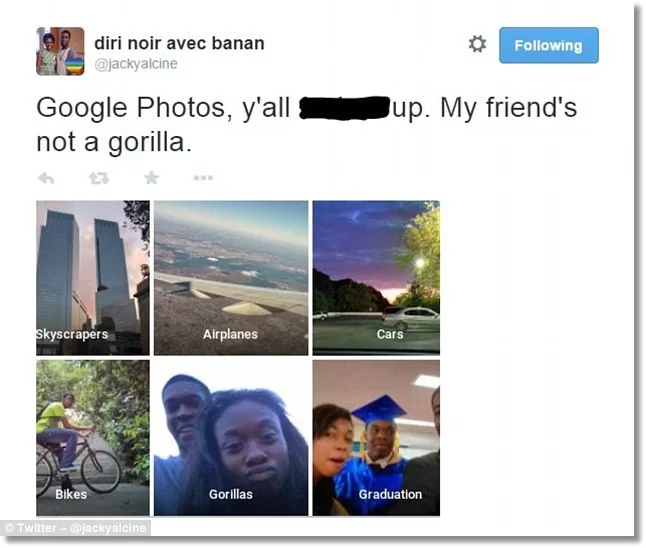 diri noir avec banan
@jackyalcine
Following
Google Photos, y'all up. My friend's
not a gorilla.
Skyscrapers
Airplanes
Cars
Bikes
Gorillas
Graduation
© Twitter – @jackyalcine